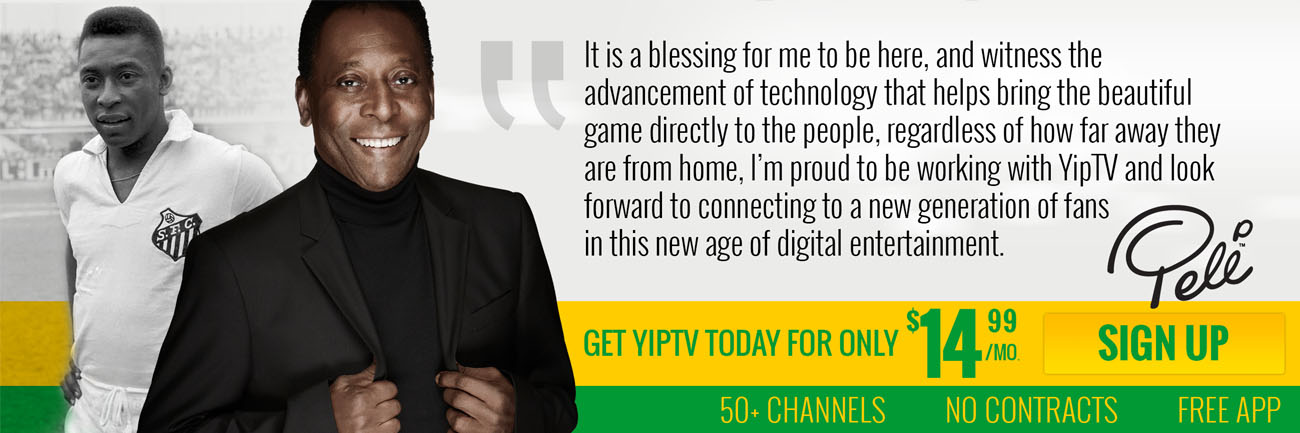 It is a blessing for me to be here, and witness the
advancement of technology that helps bring the beautiful
game directly to the people, regardless of how far away they
are from home, I'm proud to be working with YipTV and look
forward to connecting to a new generation of fans
in this new age of digital entertainment.
Pelé™
S.F.C.
GET YIPTV TODAY FOR ONLY $14.99/MO.
SIGN UP
50+ CHANNELS NO CONTRACTS FREE APP